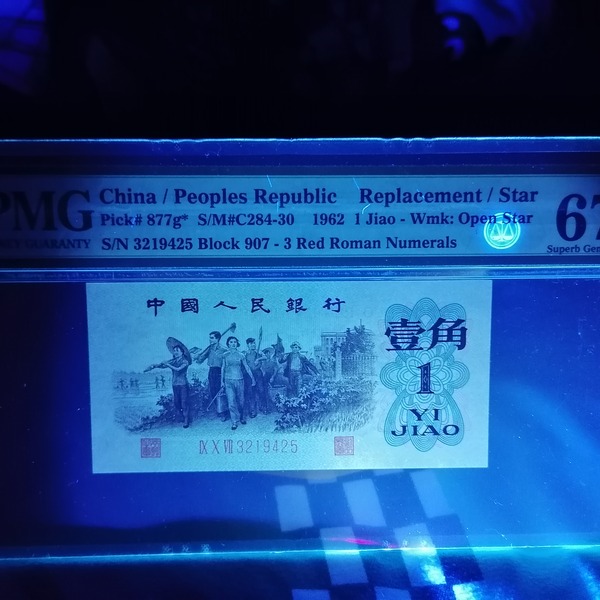 PMG China / Peoples Republic Replacement / Star 67
Pick# 877g* S/M#C284-30 1962 1 Jiao - Wmk: Open Star
GUARANTY S/N 3219425 Block 907 - 3 Red Roman Numerals Superb Gem
中國人民銀行
壹角
1
YI
JIAO
IX X VII 3219425